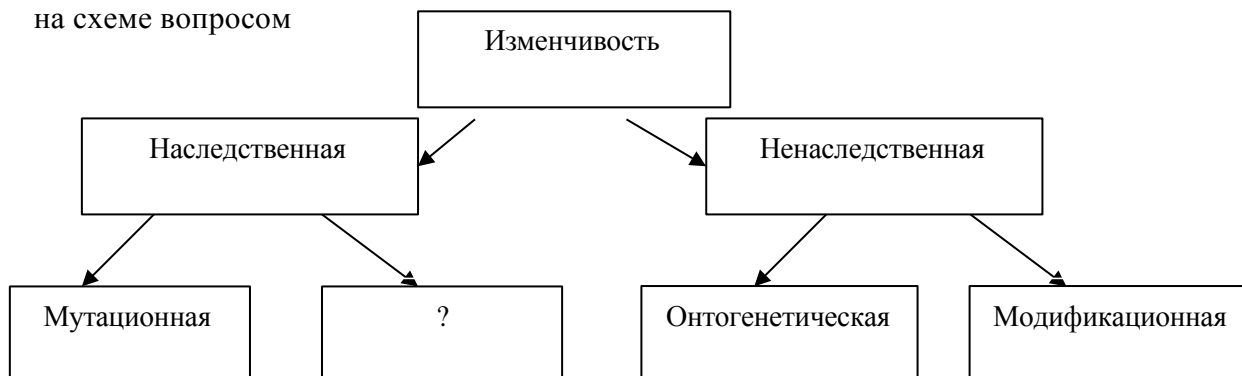 на схеме вопросом
Изменчивость
Наследственная
Ненаследственная
Мутационная
?
Онтогенетическая
Модификационная